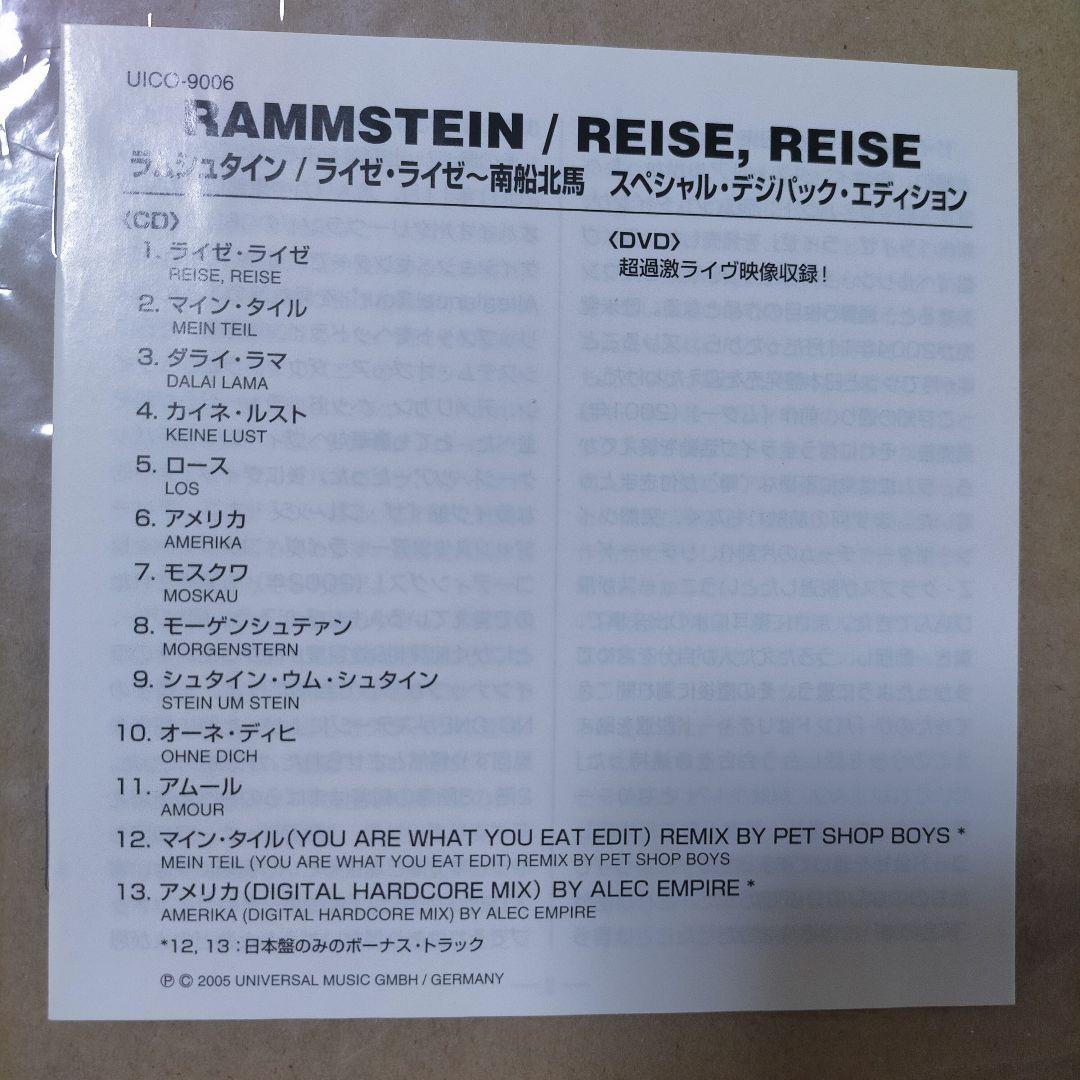 UICO-9006
RAMMSTEIN / REISE, REISE
ラムシュタイン / ライゼ・ライゼ～南船北馬　スペシャル・デジパック・エディション
〈CD〉
1. ライゼ・ライゼ
REISE, REISE
2. マイン・タイル
MEIN TEIL
3. ダライ・ラマ
DALAI LAMA
4. カイネ・ルスト
KEINE LUST
5. ロース
LOS
6. アメリカ
AMERIKA
7. モスクワ
MOSKAU
8. モーゲンシュテァン
MORGENSTERN
9. シュタイン・ウム・シュタイン
STEIN UM STEIN
10. オーネ・ディヒ
OHNE DICH
11. アムール
AMOUR
12. マイン・タイル(YOU ARE WHAT YOU EAT EDIT) REMIX BY PET SHOP BOYS *
MEIN TEIL (YOU ARE WHAT YOU EAT EDIT) REMIX BY PET SHOP BOYS
13. アメリカ(DIGITAL HARDCORE MIX) BY ALEC EMPIRE *
AMERIKA (DIGITAL HARDCORE MIX) BY ALEC EMPIRE
*12, 13 : 日本盤のみのボーナス・トラック
℗ © 2005 UNIVERSAL MUSIC GMBH / GERMANY
〈DVD〉
超過激ライヴ映像収録!